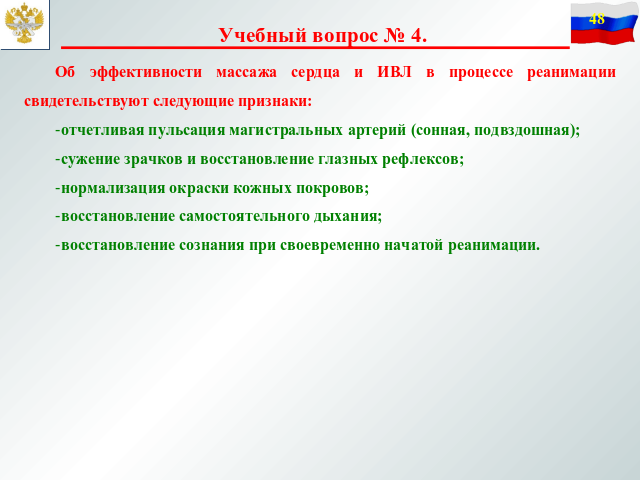 48
Учебный вопрос № 4.
Об эффективности массажа сердца и ИВЛ в процессе реанимации
свидетельствуют следующие признаки:
-отчетливая пульсация магистральных артерий (сонная, подвздошная);
-сужение зрачков и восстановление глазных рефлексов;
-нормализация окраски кожных покровов;
-восстановление самостоятельного дыхания;
-восстановление сознания при своевременно начатой реанимации.